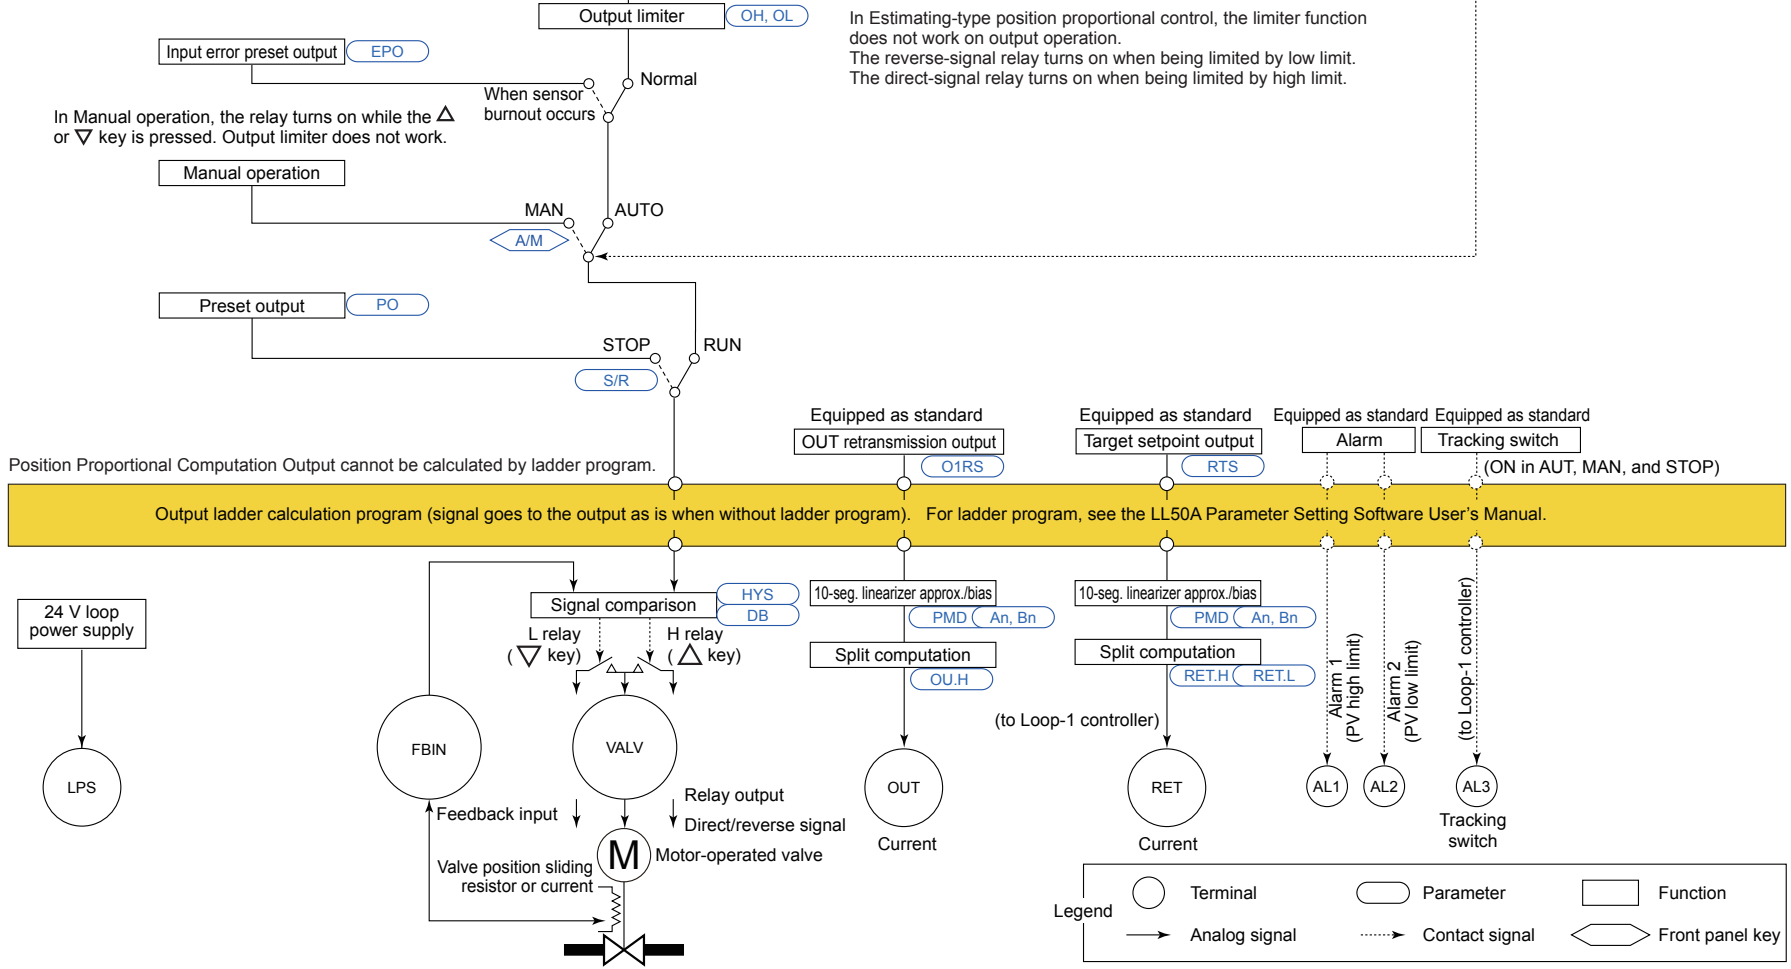 Output limiter
OH, OL
In Estimating-type position proportional control, the limiter function
does not work on output operation.
The reverse-signal relay turns on when being limited by low limit.
The direct-signal relay turns on when being limited by high limit.
Input error preset output
EPO
Normal
When sensor
burnout occurs
In Manual operation, the relay turns on while the △
or ▽ key is pressed. Output limiter does not work.
Manual operation
MAN
AUTO
A/M
Preset output
PO
STOP
RUN
S/R
Equipped as standard
OUT retransmission output
O1RS
Equipped as standard
Target setpoint output
RTS
Equipped as standard
Alarm
Equipped as standard
Tracking switch
(ON in AUT, MAN, and STOP)
Position Proportional Computation Output cannot be calculated by ladder program.
Output ladder calculation program (signal goes to the output as is when without ladder program). For ladder program, see the LL50A Parameter Setting Software User's Manual.
24 V loop
power supply
LPS
Signal comparison
HYS
DB
L relay
(▽ key)
H relay
(△ key)
FBIN
VALV
Feedback input
Relay output
Direct/reverse signal
M
Motor-operated valve
Valve position sliding
resistor or current
10-seg. linearizer approx./bias
PMD
An, Bn
Split computation
OU.H
OUT
Current
10-seg. linearizer approx./bias
PMD
An, Bn
Split computation
RET.H
RET.L
(to Loop-1 controller)
RET
Current
Alarm 1
(PV high limit)
Alarm 2
(PV low limit)
(to Loop-1 controller)
AL1
AL2
AL3
Tracking
switch
Legend
Terminal
Parameter
Function
Analog signal
Contact signal
Front panel key